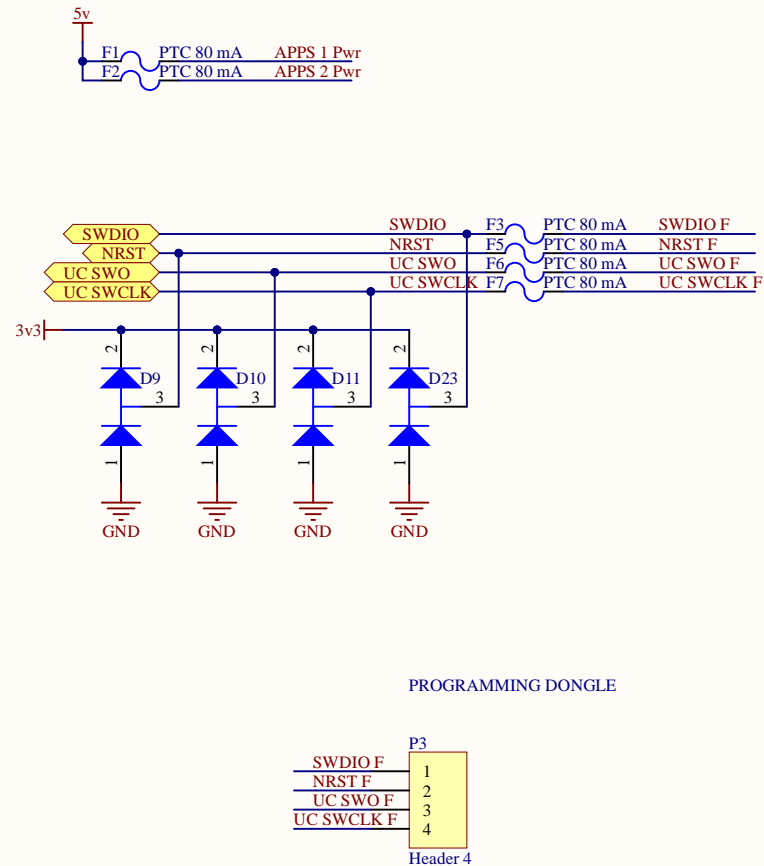 5v
F1 PTC 80 mA APPS 1 Pwr
F2 PTC 80 mA APPS 2 Pwr
SWDIO SWDIO F3 PTC 80 mA SWDIO F
NRST NRST F5 PTC 80 mA NRST F
UC SWO UC SWO F6 PTC 80 mA UC SWO F
UC SWCLK UC SWCLK F7 PTC 80 mA UC SWCLK F
3v3
2 2 2 2
D9 D10 D11 D23
3 3 3 3
1 1 1 1
GND GND GND GND
PROGRAMMING DONGLE
P3
SWDIO F 1
NRST F 2
UC SWO F 3
UC SWCLK F 4
Header 4